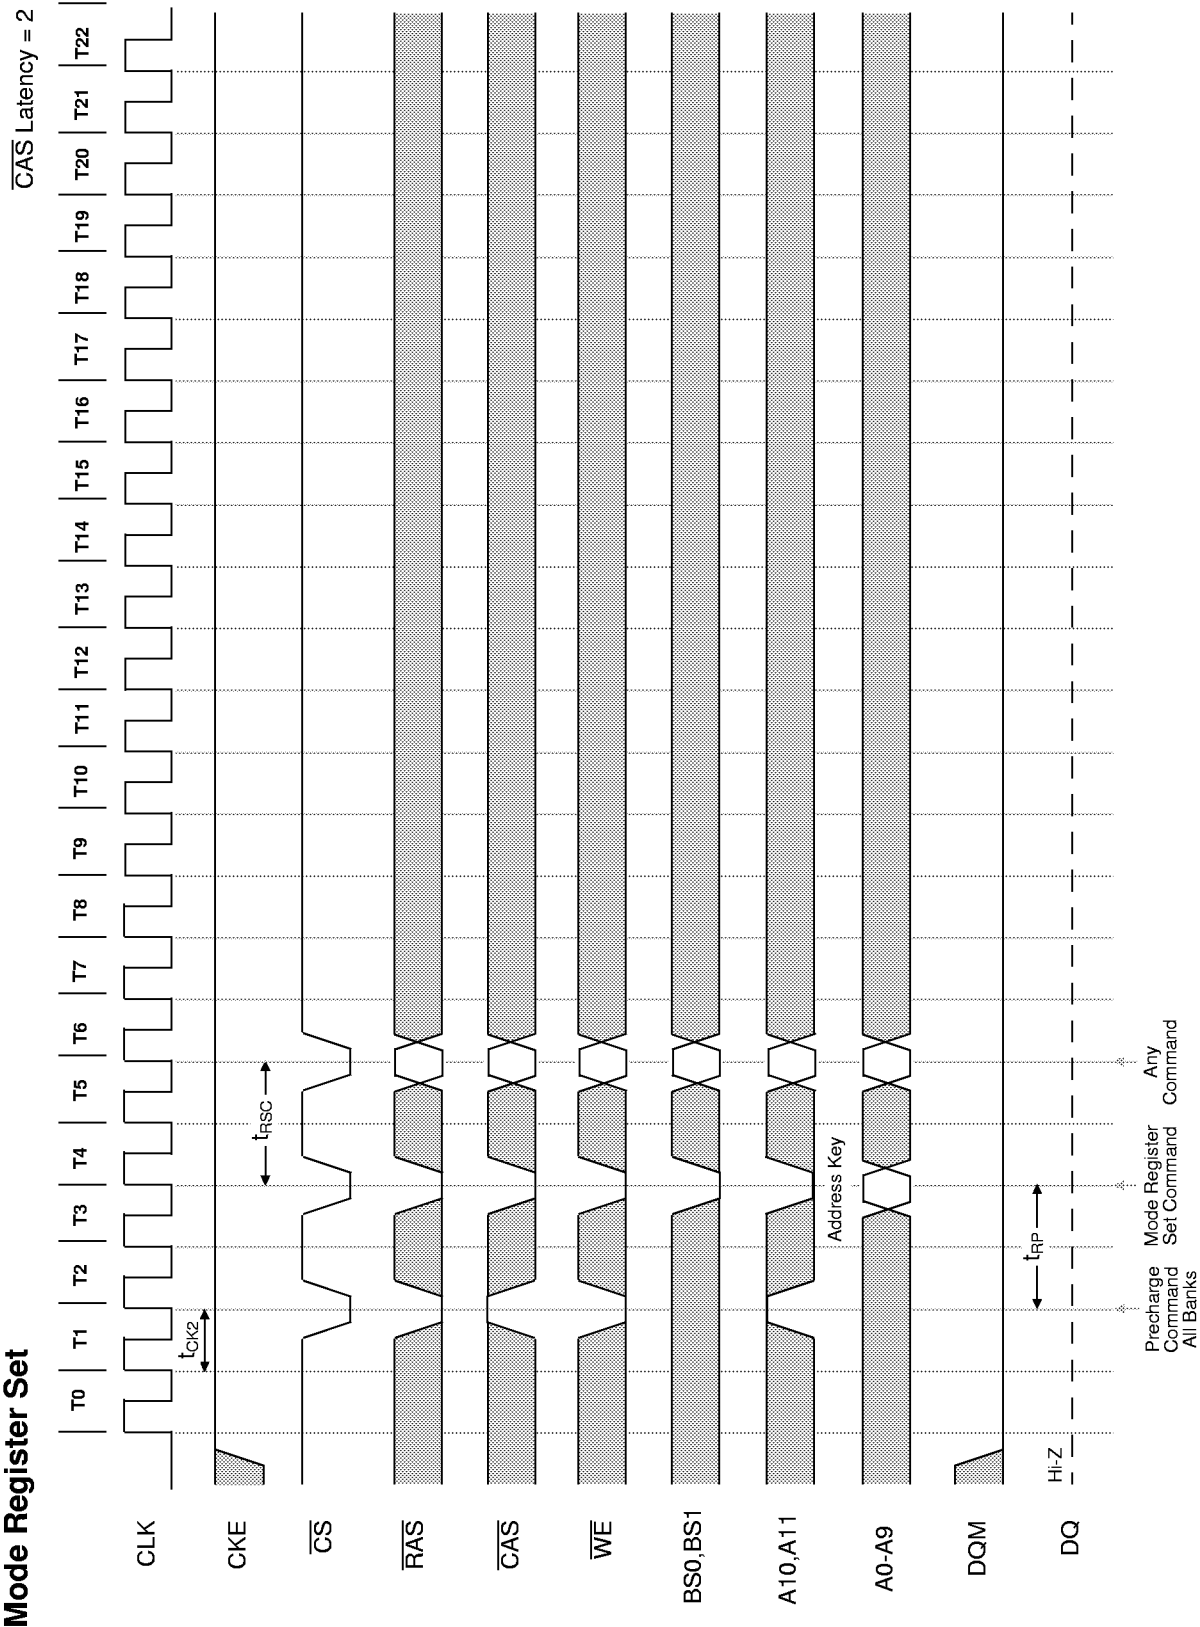 Mode Register Set
CAS Latency = 2
T0 T1 T2 T3 T4 T5 T6 T7 T8 T9 T10 T11 T12 T13 T14 T15 T16 T17 T18 T19 T20 T21 T22
CLK
tCK2
CKE
tRSC
CS
RAS
CAS
WE
BS0,BS1
A10,A11
Address Key
A0-A9
DQM
tRP
Hi-Z
DQ
Precharge
Command
All Banks
Mode Register
Set Command
Any
Command